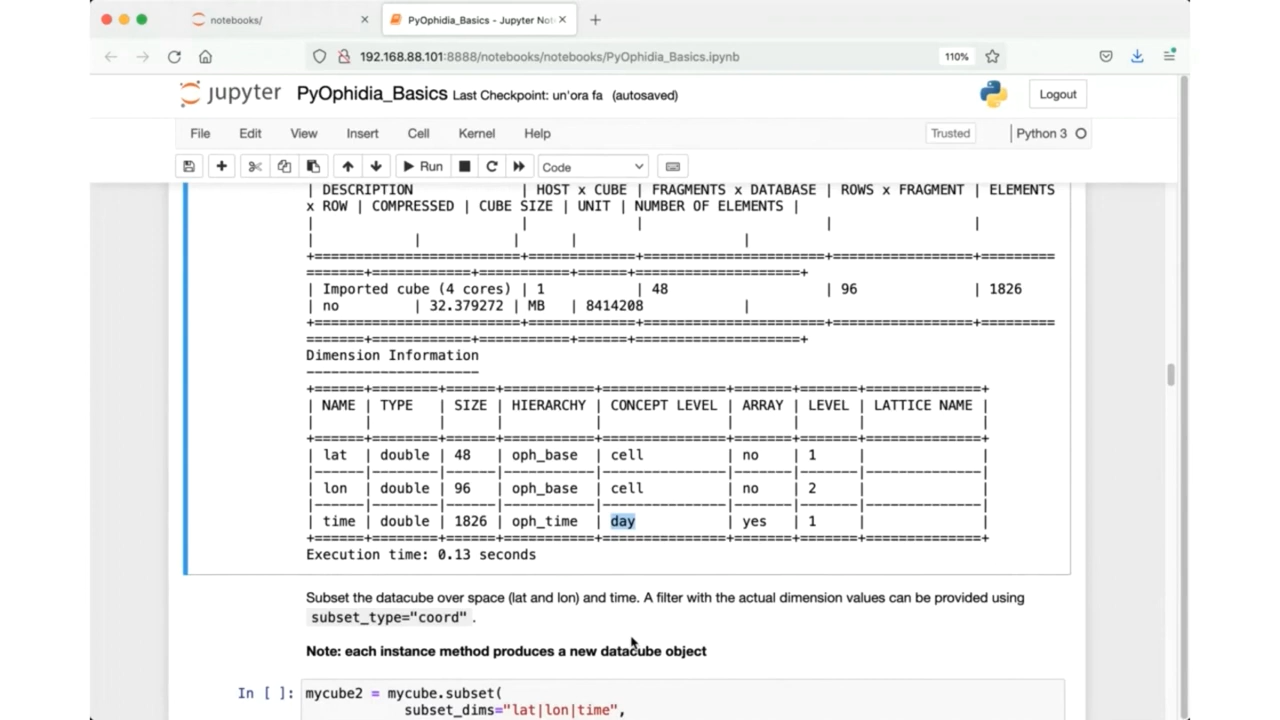 notebooks/
PyOphidia_Basics - Jupyter Not
192.168.88.101:8888/notebooks/notebooks/PyOphidia_Basics.ipynb
110%
jupyter PyOphidia_Basics Last Checkpoint: un'ora fa (autosaved)
Logout
File Edit View Insert Cell Kernel Help
Trusted
Python 3
Run
Code
| DESCRIPTION | HOST x CUBE | FRAGMENTS x DATABASE | ROWS x FRAGMENT | ELEMENTS
x ROW | COMPRESSED | CUBE SIZE | UNIT | NUMBER OF ELEMENTS |
| | | | |
| | | | |
+======================+=============+======================+=================+=========
=======+============+===========+======+====================+
| Imported cube (4 cores) | 1 | 48 | 96 | 1826
| no | 32.379272 | MB | 8414208 |
+======================+=============+======================+=================+=========
=======+============+===========+======+====================+
Dimension Information
---------------------
+======+========+======+===========+===============+=======+=======+==============+
| NAME | TYPE | SIZE | HIERARCHY | CONCEPT LEVEL | ARRAY | LEVEL | LATTICE NAME |
| | | | | | | | |
+======+========+======+===========+===============+=======+=======+==============+
| lat | double | 48 | oph_base | cell | no | 1 | |
|------|--------|------|-----------|---------------|-------|-------|--------------|
| lon | double | 96 | oph_base | cell | no | 2 | |
|------|--------|------|-----------|---------------|-------|-------|--------------|
| time | double | 1826 | oph_time | day | yes | 1 | |
+======+========+======+===========+===============+=======+=======+==============+
Execution time: 0.13 seconds
Subset the datacube over space (lat and lon) and time. A filter with the actual dimension values can be provided using
subset_type="coord" .
Note: each instance method produces a new datacube object
In [ ]: mycube2 = mycube.subset(
subset_dims="lat|lon|time",